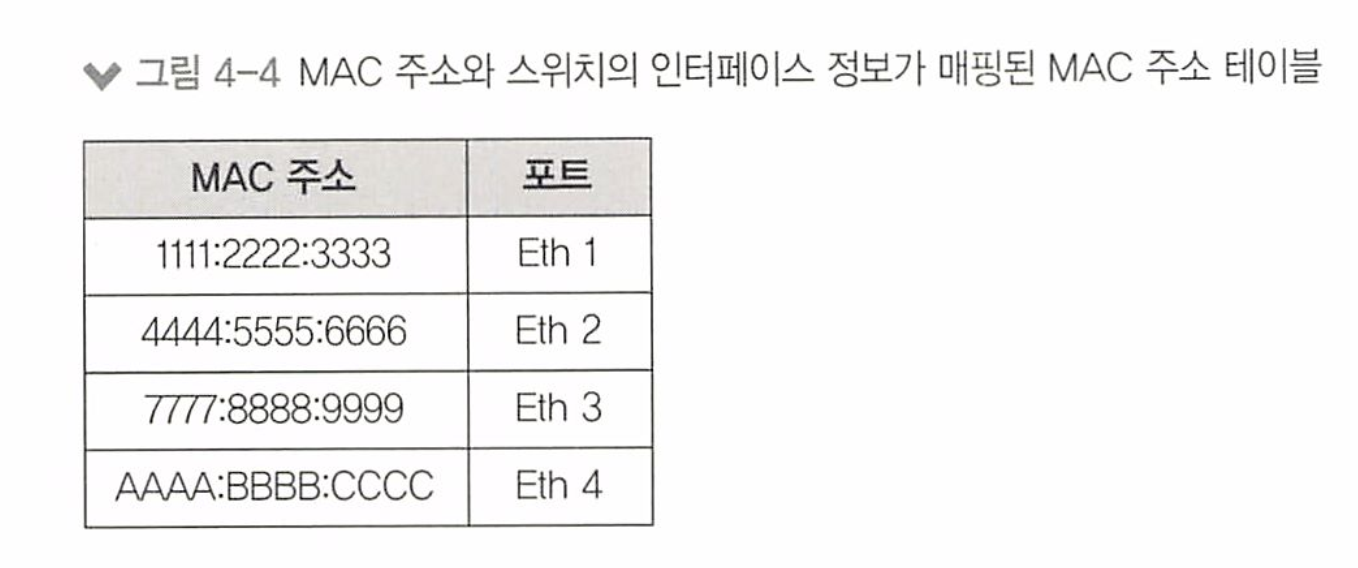 그림 4-4 MAC 주소와 스위치의 인터페이스 정보가 매핑된 MAC 주소 테이블
MAC 주소 포트
1111:2222:3333 Eth 1
4444:5555:6666 Eth 2
7777:8888:9999 Eth 3
AAAA:BBBB:CCCC Eth 4